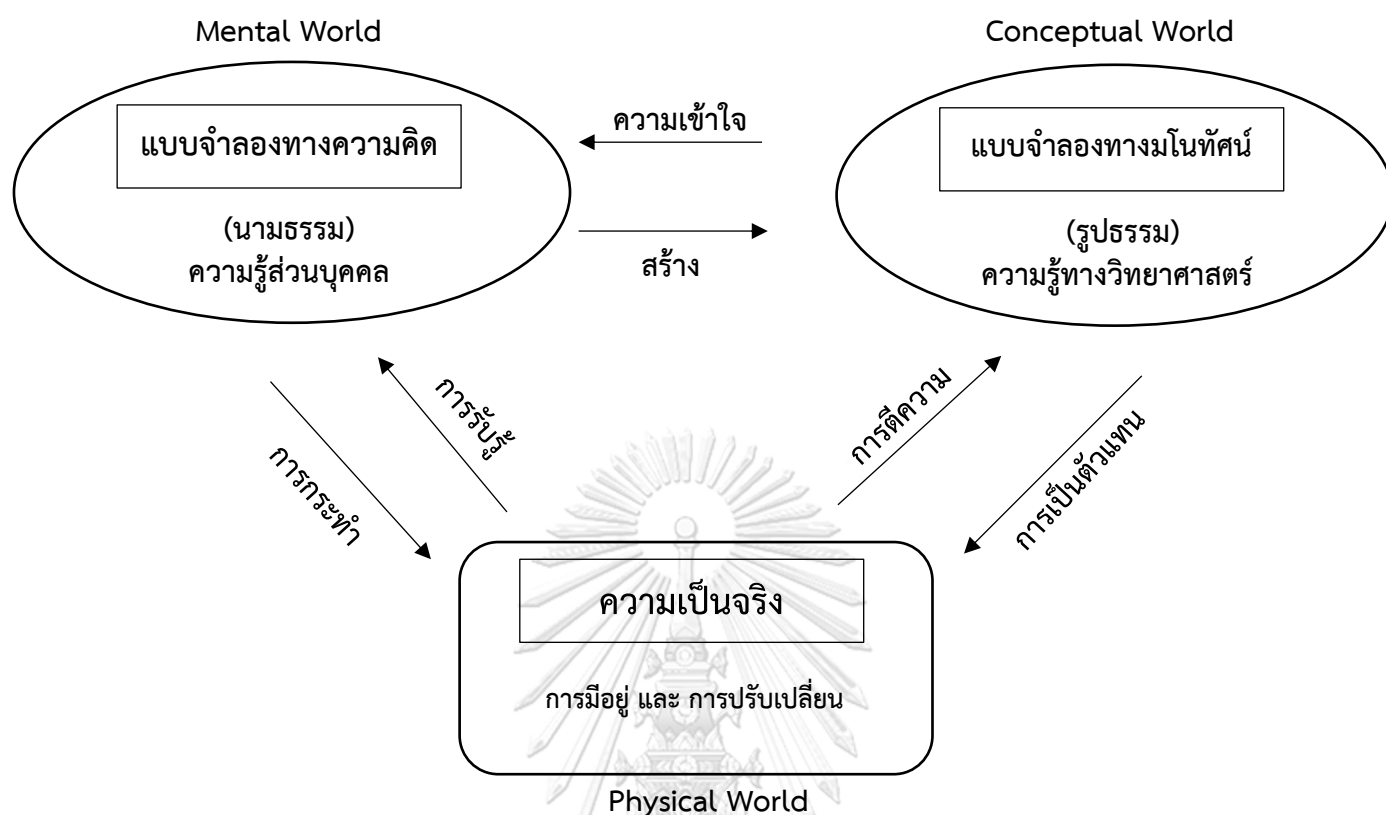 Mental World
Conceptual World
แบบจำลองทางความคิด
(นามธรรม)
ความรู้ส่วนบุคคล
ความเข้าใจ
สร้าง
แบบจำลองทางมโนทัศน์
(รูปธรรม)
ความรู้ทางวิทยาศาสตร์
การกระทำ
การรับรู้
การตีความ
การเป็นตัวแทน
ความเป็นจริง
การมีอยู่ และ การปรับเปลี่ยน
Physical World